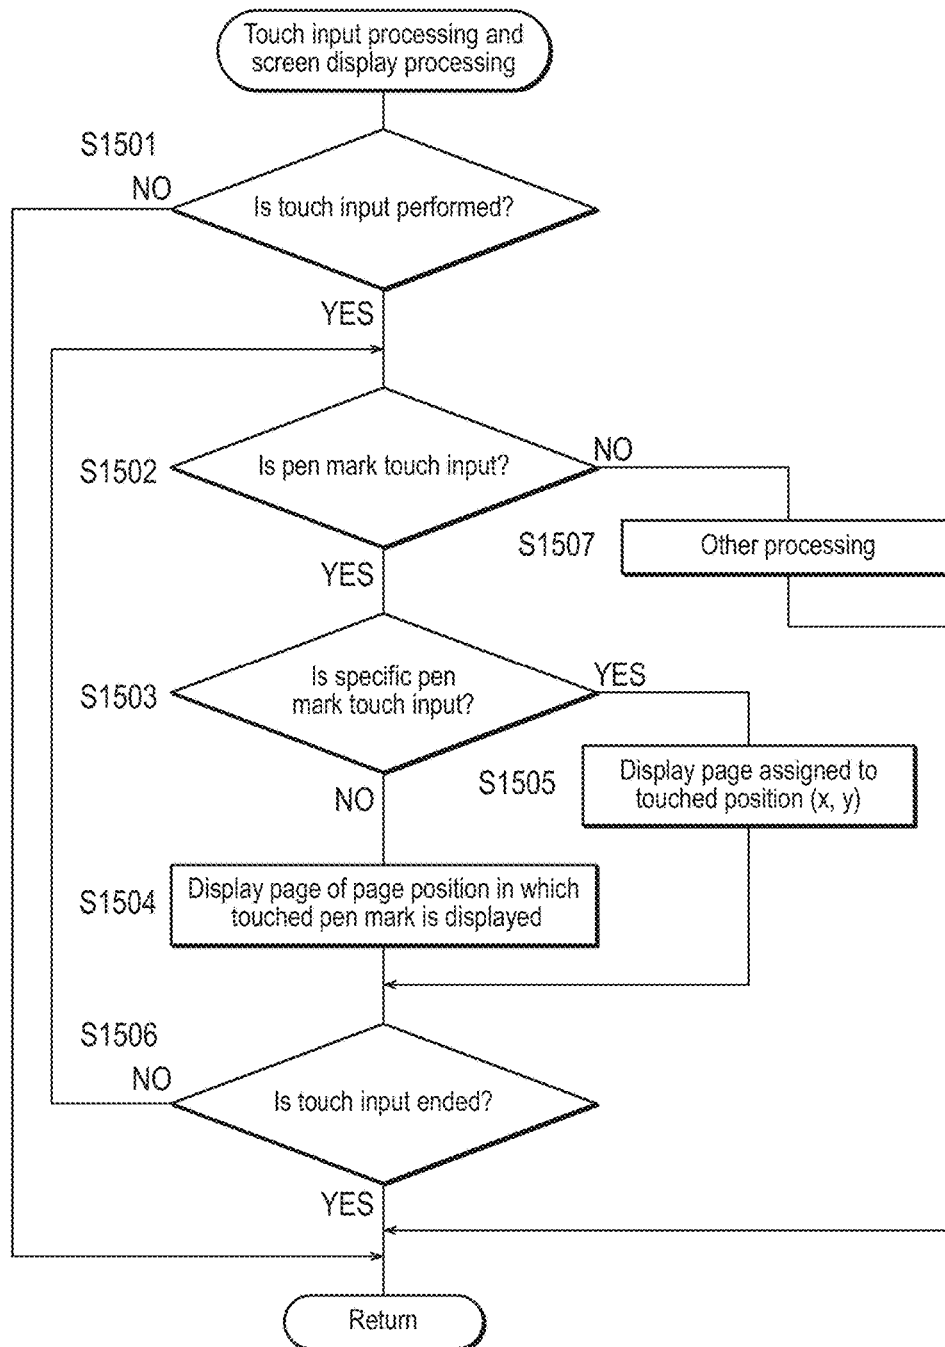 Touch input processing and
screen display processing
S1501
NO
Is touch input performed?
YES
S1502
Is pen mark touch input?
NO
S1507
Other processing
YES
S1503
Is specific pen
mark touch input?
YES
NO
S1505
Display page assigned to
touched position (x, y)
S1504
Display page of page position in which
touched pen mark is displayed
S1506
NO
Is touch input ended?
YES
Return